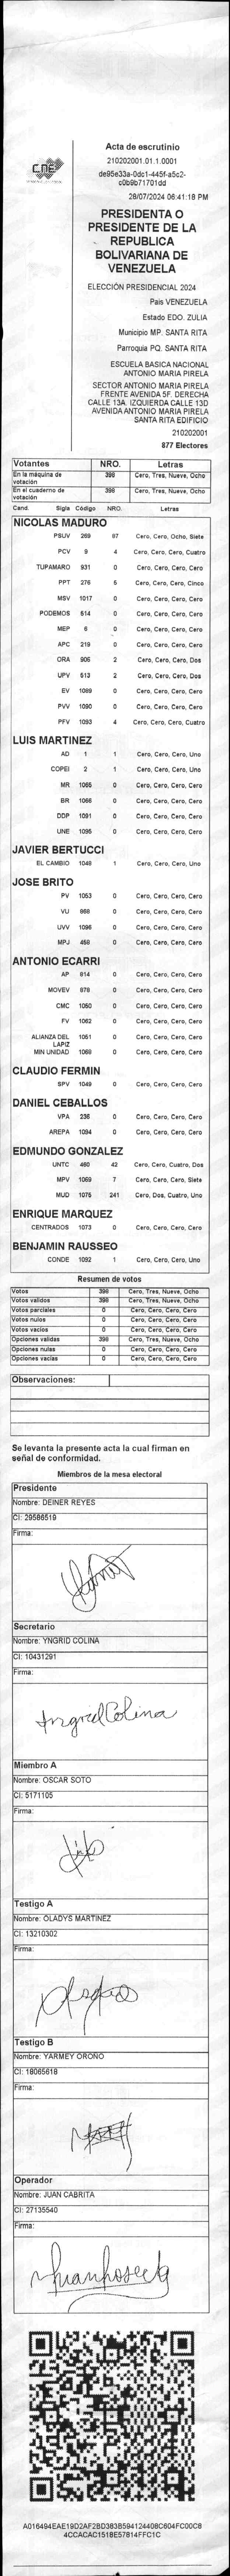 CNE
Acta de escrutinio
210202001.01.1.0001
de95e33a-0dc1-445f-a5c2-
c0b9b71701dd
28/07/2024 06:41:18 PM
PRESIDENTA O
PRESIDENTE DE LA
REPUBLICA
BOLIVARIANA DE
VENEZUELA
ELECCIÓN PRESIDENCIAL 2024
Pais VENEZUELA
Estado EDO. ZULIA
Municipio MP. SANTA RITA
Parroquia PQ. SANTA RITA
ESCUELA BASICA NACIONAL
ANTONIO MARIA PIRELA
SECTOR ANTONIO MARIA PIRELA
FRENTE AVENIDA 5F. DERECHA
CALLE 13A. IZQUIERDA CALLE 13D
AVENIDA ANTONIO MARIA PIRELA
SANTA RITA EDIFICIO
210202001
877 Electores
Votantes NRO. Letras
En la máquina de votación 398 Cero, Tres, Nueve, Ocho
En el cuaderno de votación 398 Cero, Tres, Nueve, Ocho
Cand. Sigla Código NRO. Letras
NICOLAS MADURO
PSUV 269 87 Cero, Cero, Ocho, Siete
PCV 9 4 Cero, Cero, Cero, Cuatro
TUPAMARO 931 0 Cero, Cero, Cero, Cero
PPT 276 5 Cero, Cero, Cero, Cinco
MSV 1017 0 Cero, Cero, Cero, Cero
PODEMOS 514 0 Cero, Cero, Cero, Cero
MEP 6 0 Cero, Cero, Cero, Cero
APC 219 0 Cero, Cero, Cero, Cero
ORA 905 2 Cero, Cero, Cero, Dos
UPV 513 2 Cero, Cero, Cero, Dos
EV 1089 0 Cero, Cero, Cero, Cero
PVV 1090 0 Cero, Cero, Cero, Cero
PFV 1093 4 Cero, Cero, Cero, Cuatro
LUIS MARTINEZ
AD 1 1 Cero, Cero, Cero, Uno
COPEI 2 1 Cero, Cero, Cero, Uno
MR 1065 0 Cero, Cero, Cero, Cero
BR 1066 0 Cero, Cero, Cero, Cero
DDP 1091 0 Cero, Cero, Cero, Cero
UNE 1095 0 Cero, Cero, Cero, Cero
JAVIER BERTUCCI
EL CAMBIO 1048 1 Cero, Cero, Cero, Uno
JOSE BRITO
PV 1053 0 Cero, Cero, Cero, Cero
VU 868 0 Cero, Cero, Cero, Cero
UVV 1096 0 Cero, Cero, Cero, Cero
MPJ 458 0 Cero, Cero, Cero, Cero
ANTONIO ECARRI
AP 814 0 Cero, Cero, Cero, Cero
MOVEV 878 0 Cero, Cero, Cero, Cero
CMC 1050 0 Cero, Cero, Cero, Cero
FV 1062 0 Cero, Cero, Cero, Cero
ALIANZA DEL LAPIZ 1051 0 Cero, Cero, Cero, Cero
MIN UNIDAD 1068 0 Cero, Cero, Cero, Cero
CLAUDIO FERMIN
SPV 1049 0 Cero, Cero, Cero, Cero
DANIEL CEBALLOS
VPA 236 0 Cero, Cero, Cero, Cero
AREPA 1094 0 Cero, Cero, Cero, Cero
EDMUNDO GONZALEZ
UNTC 460 42 Cero, Cero, Cuatro, Dos
MPV 1069 7 Cero, Cero, Cero, Siete
MUD 1075 241 Cero, Dos, Cuatro, Uno
ENRIQUE MARQUEZ
CENTRADOS 1073 0 Cero, Cero, Cero, Cero
BENJAMIN RAUSSEO
CONDE 1092 1 Cero, Cero, Cero, Uno
Resumen de votos
Votos 398 Cero, Tres, Nueve, Ocho
Votos validos 398 Cero, Tres, Nueve, Ocho
Votos parciales 0 Cero, Cero, Cero, Cero
Votos nulos 0 Cero, Cero, Cero, Cero
Votos vacios 0 Cero, Cero, Cero, Cero
Opciones validas 398 Cero, Tres, Nueve, Ocho
Opciones nulas 0 Cero, Cero, Cero, Cero
Opciones vacias 0 Cero, Cero, Cero, Cero
Observaciones:
Se levanta la presente acta la cual firman en
señal de conformidad.
Miembros de la mesa electoral
Presidente
Nombre: DEINER REYES
CI: 29586519
Firma:
Secretario
Nombre: YNGRID COLINA
CI: 10431291
Firma:
Yngrid Colina
Miembro A
Nombre: OSCAR SOTO
CI: 5171105
Firma:
Testigo A
Nombre: OLADYS MARTINEZ
CI: 13210302
Firma:
Testigo B
Nombre: YARMEY OROÑO
CI: 18065618
Firma:
Operador
Nombre: JUAN CABRITA
CI: 27135540
Firma:
A016494EAE19D2AF2BD383B594124408C604FC00C8
4CCACAC1518E57814FFC1C